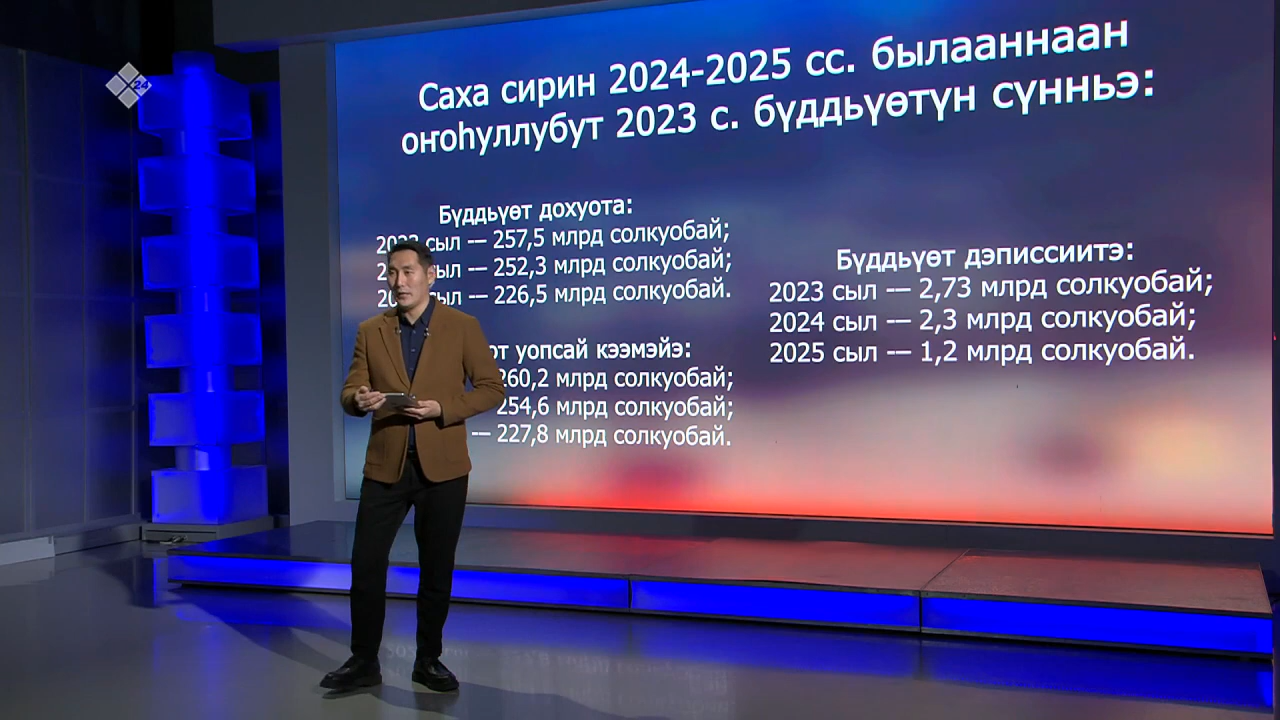 24
Саха сирин 2024-2025 сс. былааннаан
оҥоһуллубут 2023 с. бүддьүөтүн сүннньэ:
Бүддьүөт дохуота:
2023 сыл -– 257,5 млрд солкуобай;
сыл -– 252,3 млрд солкуобай;
сыл -– 226,5 млрд солкуобай.
уопсай кээмэйэ:
260,2 млрд солкуобай;
254,6 млрд солкуобай;
-– 227,8 млрд солкуобай.
Бүддьүөт дэписсиитэ:
2023 сыл -– 2,73 млрд солкуобай;
2024 сыл -– 2,3 млрд солкуобай;
2025 сыл -– 1,2 млрд солкуобай.